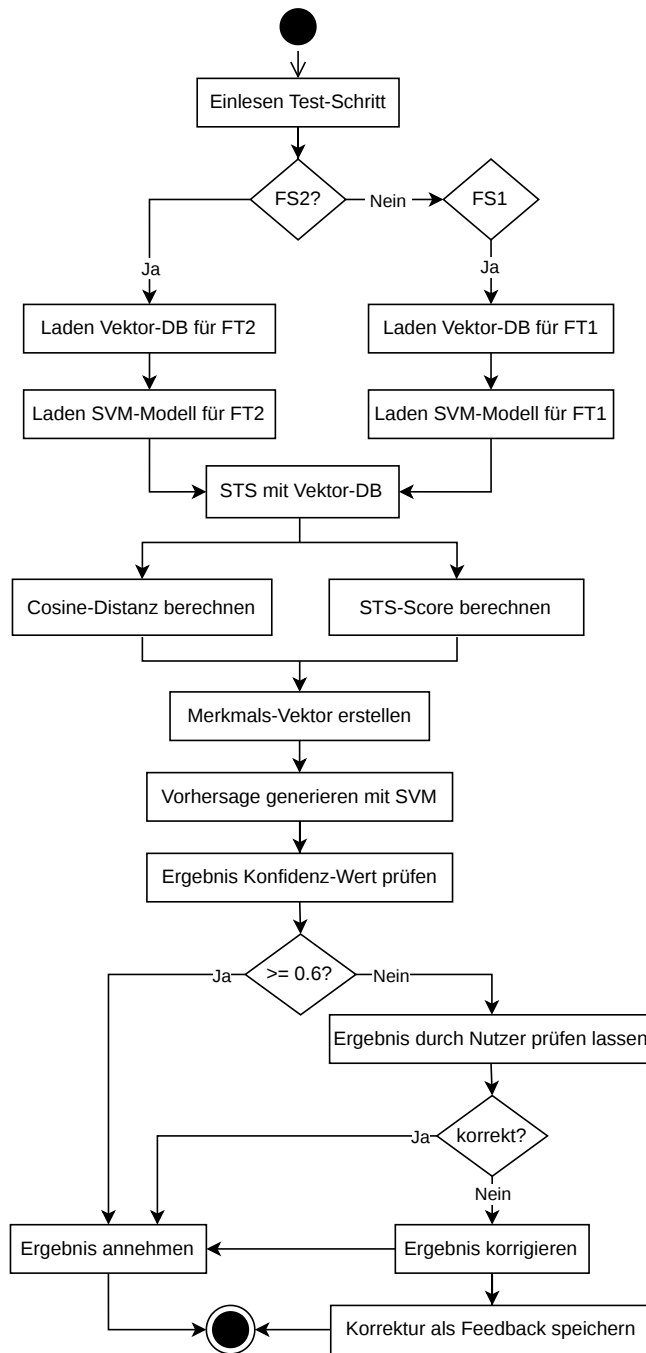 Einlesen Test-Schritt
FS2?
Nein
FS1
Ja
Ja
Laden Vektor-DB für FT2
Laden Vektor-DB für FT1
Laden SVM-Modell für FT2
Laden SVM-Modell für FT1
STS mit Vektor-DB
Cosine-Distanz berechnen
STS-Score berechnen
Merkmals-Vektor erstellen
Vorhersage generieren mit SVM
Ergebnis Konfidenz-Wert prüfen
Ja
>= 0.6?
Nein
Ergebnis durch Nutzer prüfen lassen
Ja
korrekt?
Nein
Ergebnis annehmen
Ergebnis korrigieren
Korrektur als Feedback speichern